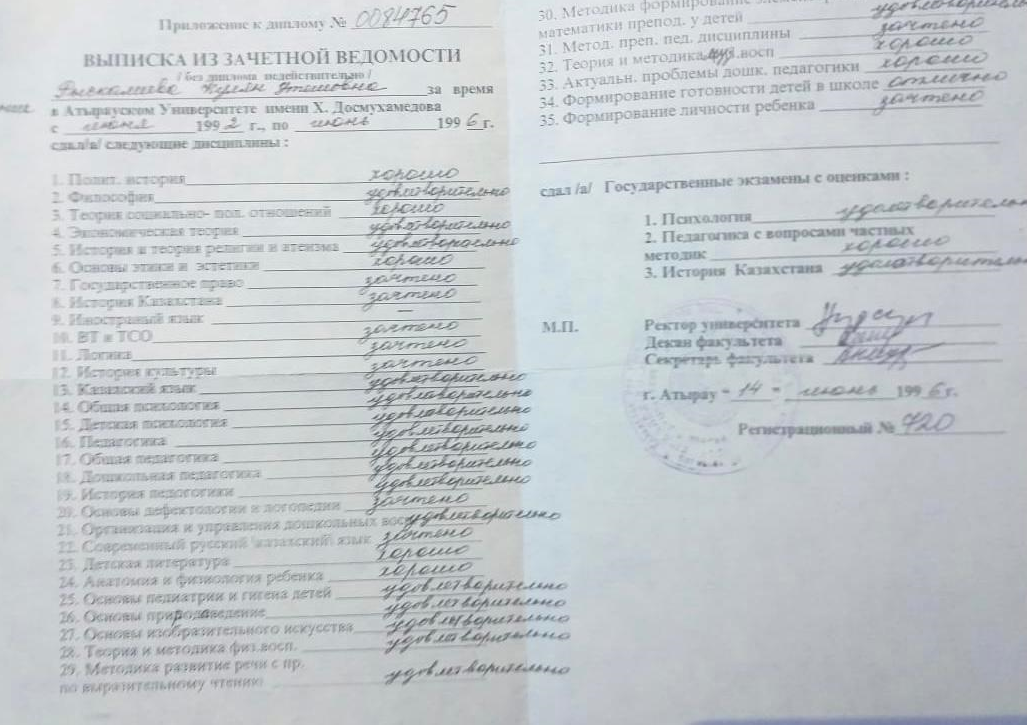 Приложение к диплому № 0084765
ВЫПИСКА ИЗ ЗАЧЕТНОЙ ВЕДОМОСТИ
/ без диплома недействительно /
за время
в Атырауском Университете имени Х. Досмухамедова
с июня 1992 г., по июнь 1996 г.
сдал/а/ следующие дисциплины :
1. Полит. история хорошо
2. Философия удовлетворительно
3. Теория социально- пол. отношений хорошо
4. Экономическая теория удовлетворительно
5. История и теория религии и атеизма удовлетворительно
6. Основы этики и эстетики хорошо
7. Государственное право зачтено
8. История Казахстана зачтено
9. Иностраный язык —
10. ВТ и ТСО зачтено
11. Логика зачтено
12. История культуры зачтено
13. Казахский язык удовлетворительно
14. Общая психология удовлетворительно
15. Детская психология удовлетворительно
16. Педагогика удовлетворительно
17. Общая педагогика удовлетворительно
18. Дошкольная педагогика удовлетворительно
19. История педогогики удовлетворительно
20. Основы дефектологии и логопедии зачтено
21. Организация и управления дошкольных вос удовлетворительно
22. Современный русский \казахский\ язык зачтено
23. Детская литература хорошо
24. Анатомия и физиология ребенка хорошо
25. Основы педиатрии и гигена детей удовлетворительно
26. Основы природаведение удовлетворительно
27. Основы изобразительного искусства удовлетворительно
28. Теория и методика физ.восп. удовлетворительно
29. Методика развитие речи с пр.
по выразительному чтению удовлетворительно
30. Методика формирование
математики препод. у детей удовлетворительно
31. Метод. преп. пед. дисциплины зачтено
32. Теория и методика муз.восп хорошо
33. Актуальн. проблемы дошк. педагогики хорошо
34. Формирование готовности детей в школе отлично
35. Формирование личности ребенка зачтено
сдал /а/ Государственные экзамены с оценками :
1. Психология удовлетворительно
2. Педагогика с вопросами частных
методик хорошо
3. История Казахстана удовлетворительно
М.П.
Ректор университета
Декан факультета
Секретарь факультета
г. Атырау " 14 " июнь 1996 г.
Регистрационный № 720